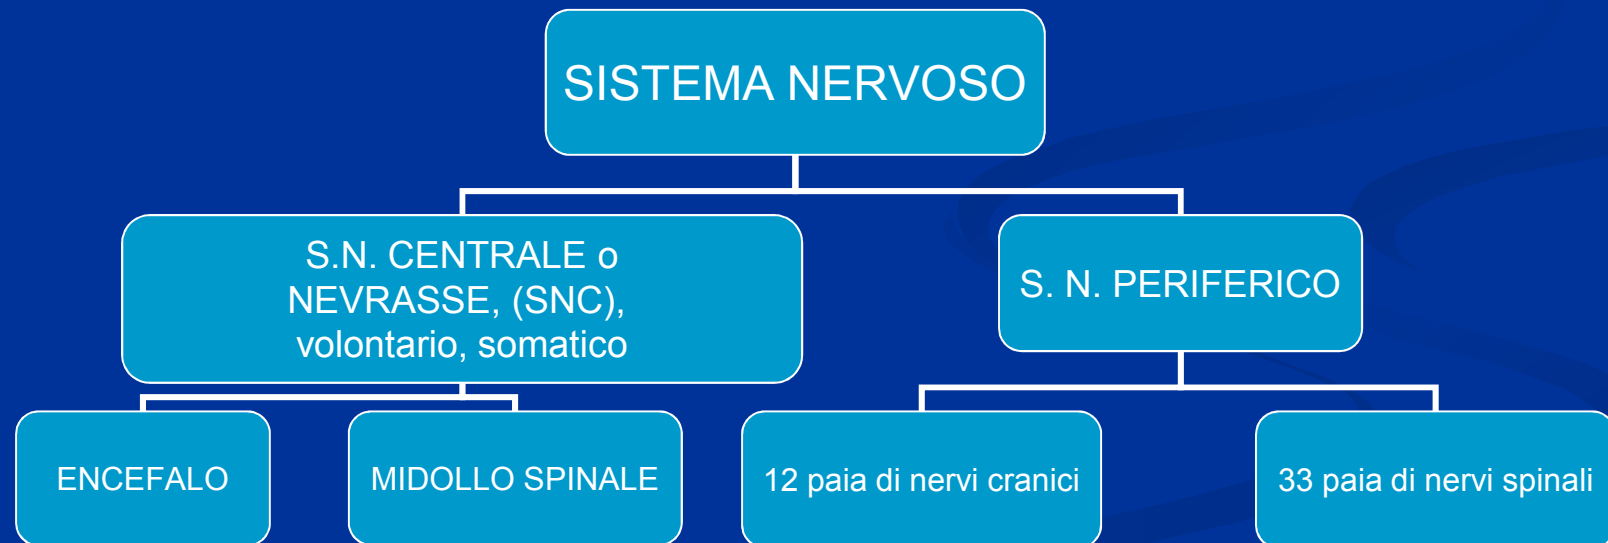 SISTEMA NERVOSO
S.N. CENTRALE o
NEVRASSE, (SNC),
volontario, somatico
S. N. PERIFERICO
ENCEFALO
MIDOLLO SPINALE
12 paia di nervi cranici
33 paia di nervi spinali